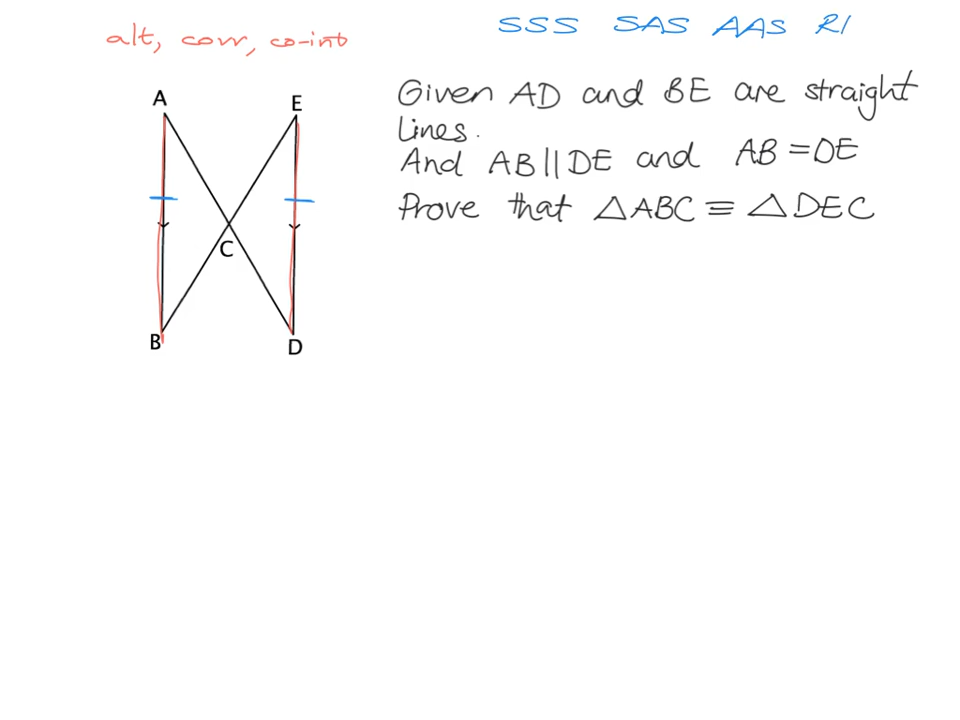 alt, corr, co-int
SSS SAS AAS
A
E
C
B
D
Given AD and BE are straight
Lines.
And AB || DE and AB = DE
Prove that △ABC ≡ △DEC